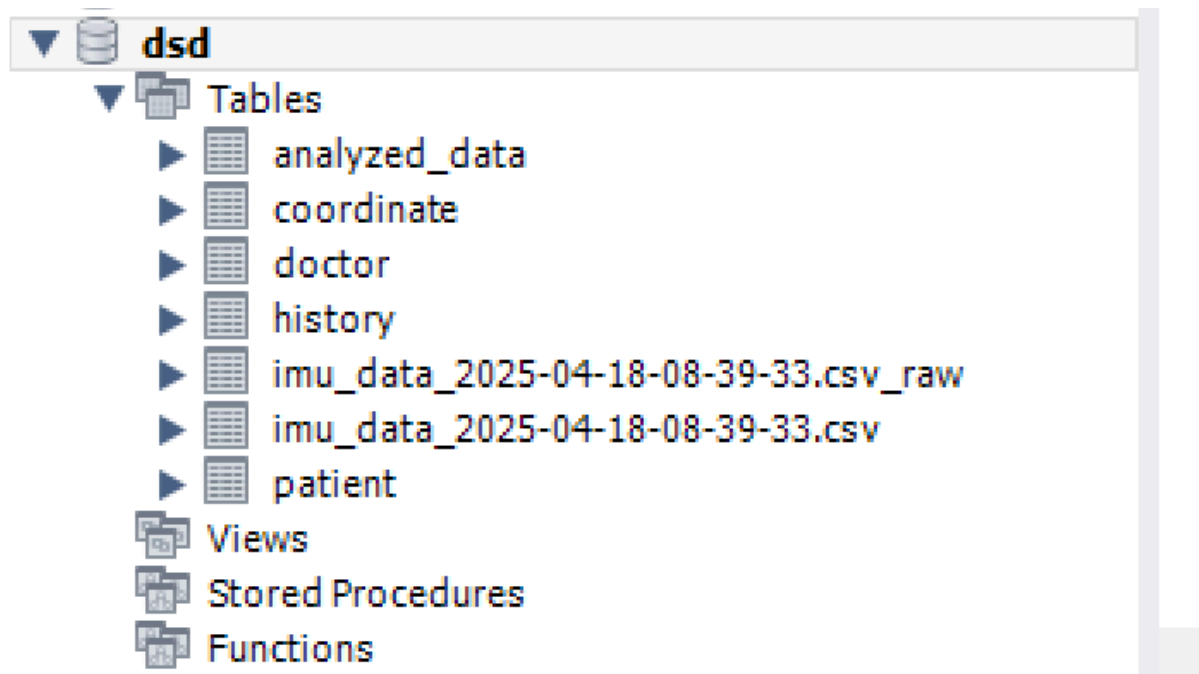 dsd
Tables
analyzed_data
coordinate
doctor
history
imu_data_2025-04-18-08-39-33.csv_raw
imu_data_2025-04-18-08-39-33.csv
patient
Views
Stored Procedures
Functions